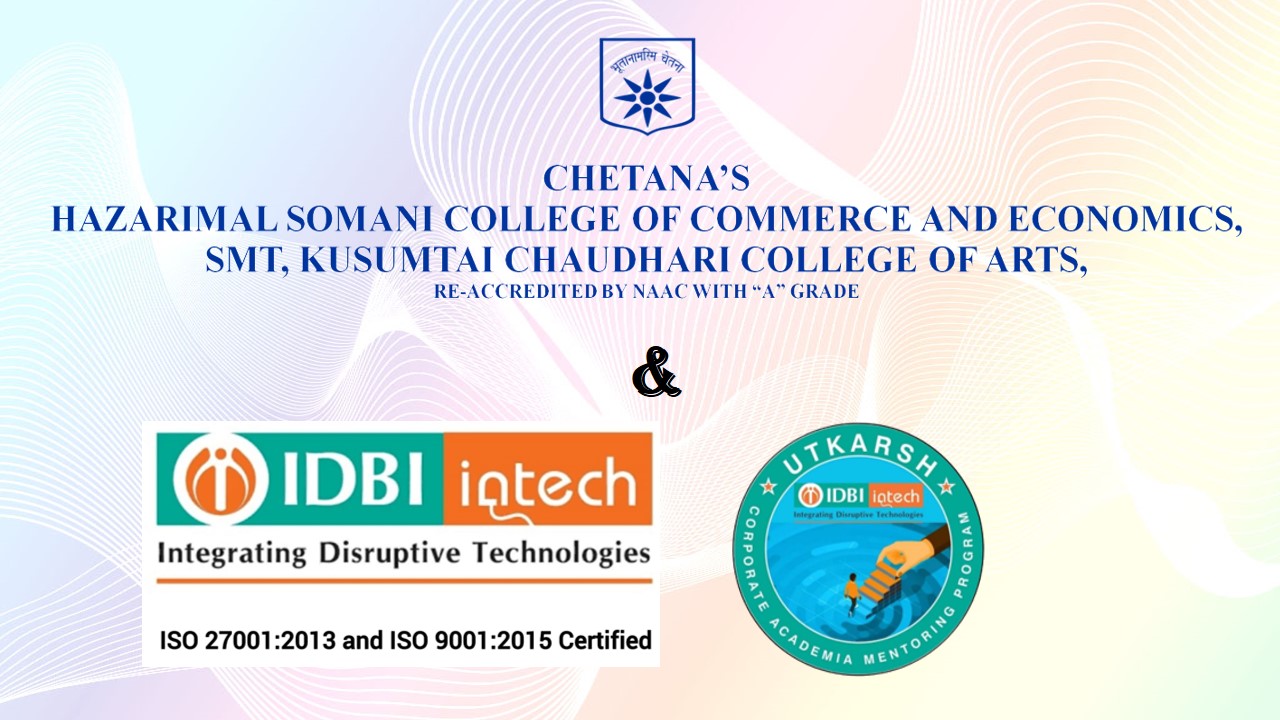 भूतानामस्मि चेतना
CHETANA’S
HAZARIMAL SOMANI COLLEGE OF COMMERCE AND ECONOMICS,
SMT, KUSUMTAI CHAUDHARI COLLEGE OF ARTS,
RE-ACCREDITED BY NAAC WITH “A” GRADE
&
IDBI intech
Integrating Disruptive Technologies
ISO 27001:2013 and ISO 9001:2015 Certified
UTKARSH
IDBI intech
Integrating Disruptive Technologies
CORPORATE ACADEMIA MENTORING PROGRAM